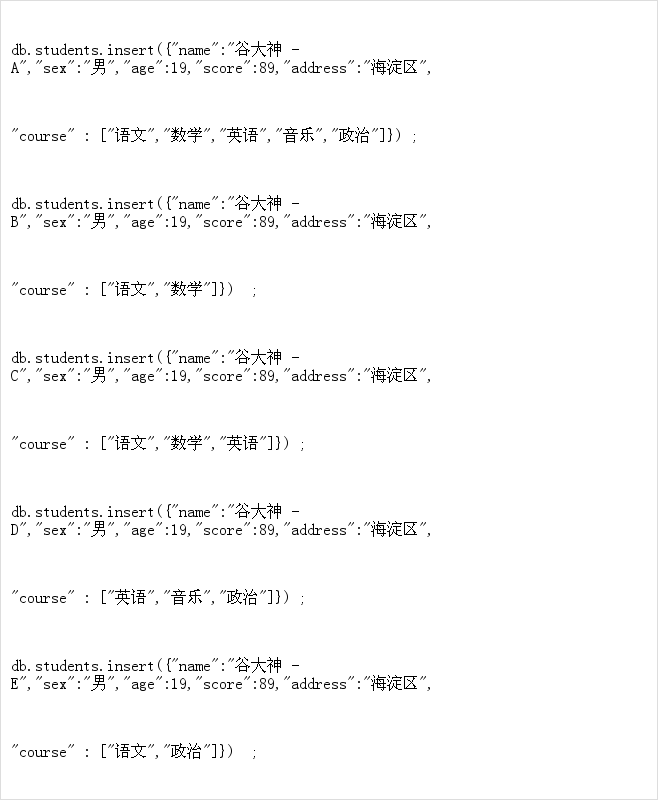 db.students.insert({"name":"谷大神 -
A","sex":"男","age":19,"score":89,"address":"海淀区",
"course" : ["语文","数学","英语","音乐","政治"]}) ;
db.students.insert({"name":"谷大神 -
B","sex":"男","age":19,"score":89,"address":"海淀区",
"course" : ["语文","数学"]})  ;
db.students.insert({"name":"谷大神 -
C","sex":"男","age":19,"score":89,"address":"海淀区",
"course" : ["语文","数学","英语"]}) ;
db.students.insert({"name":"谷大神 -
D","sex":"男","age":19,"score":89,"address":"海淀区",
"course" : ["英语","音乐","政治"]}) ;
db.students.insert({"name":"谷大神 -
E","sex":"男","age":19,"score":89,"address":"海淀区",
"course" : ["语文","政治"]})  ;